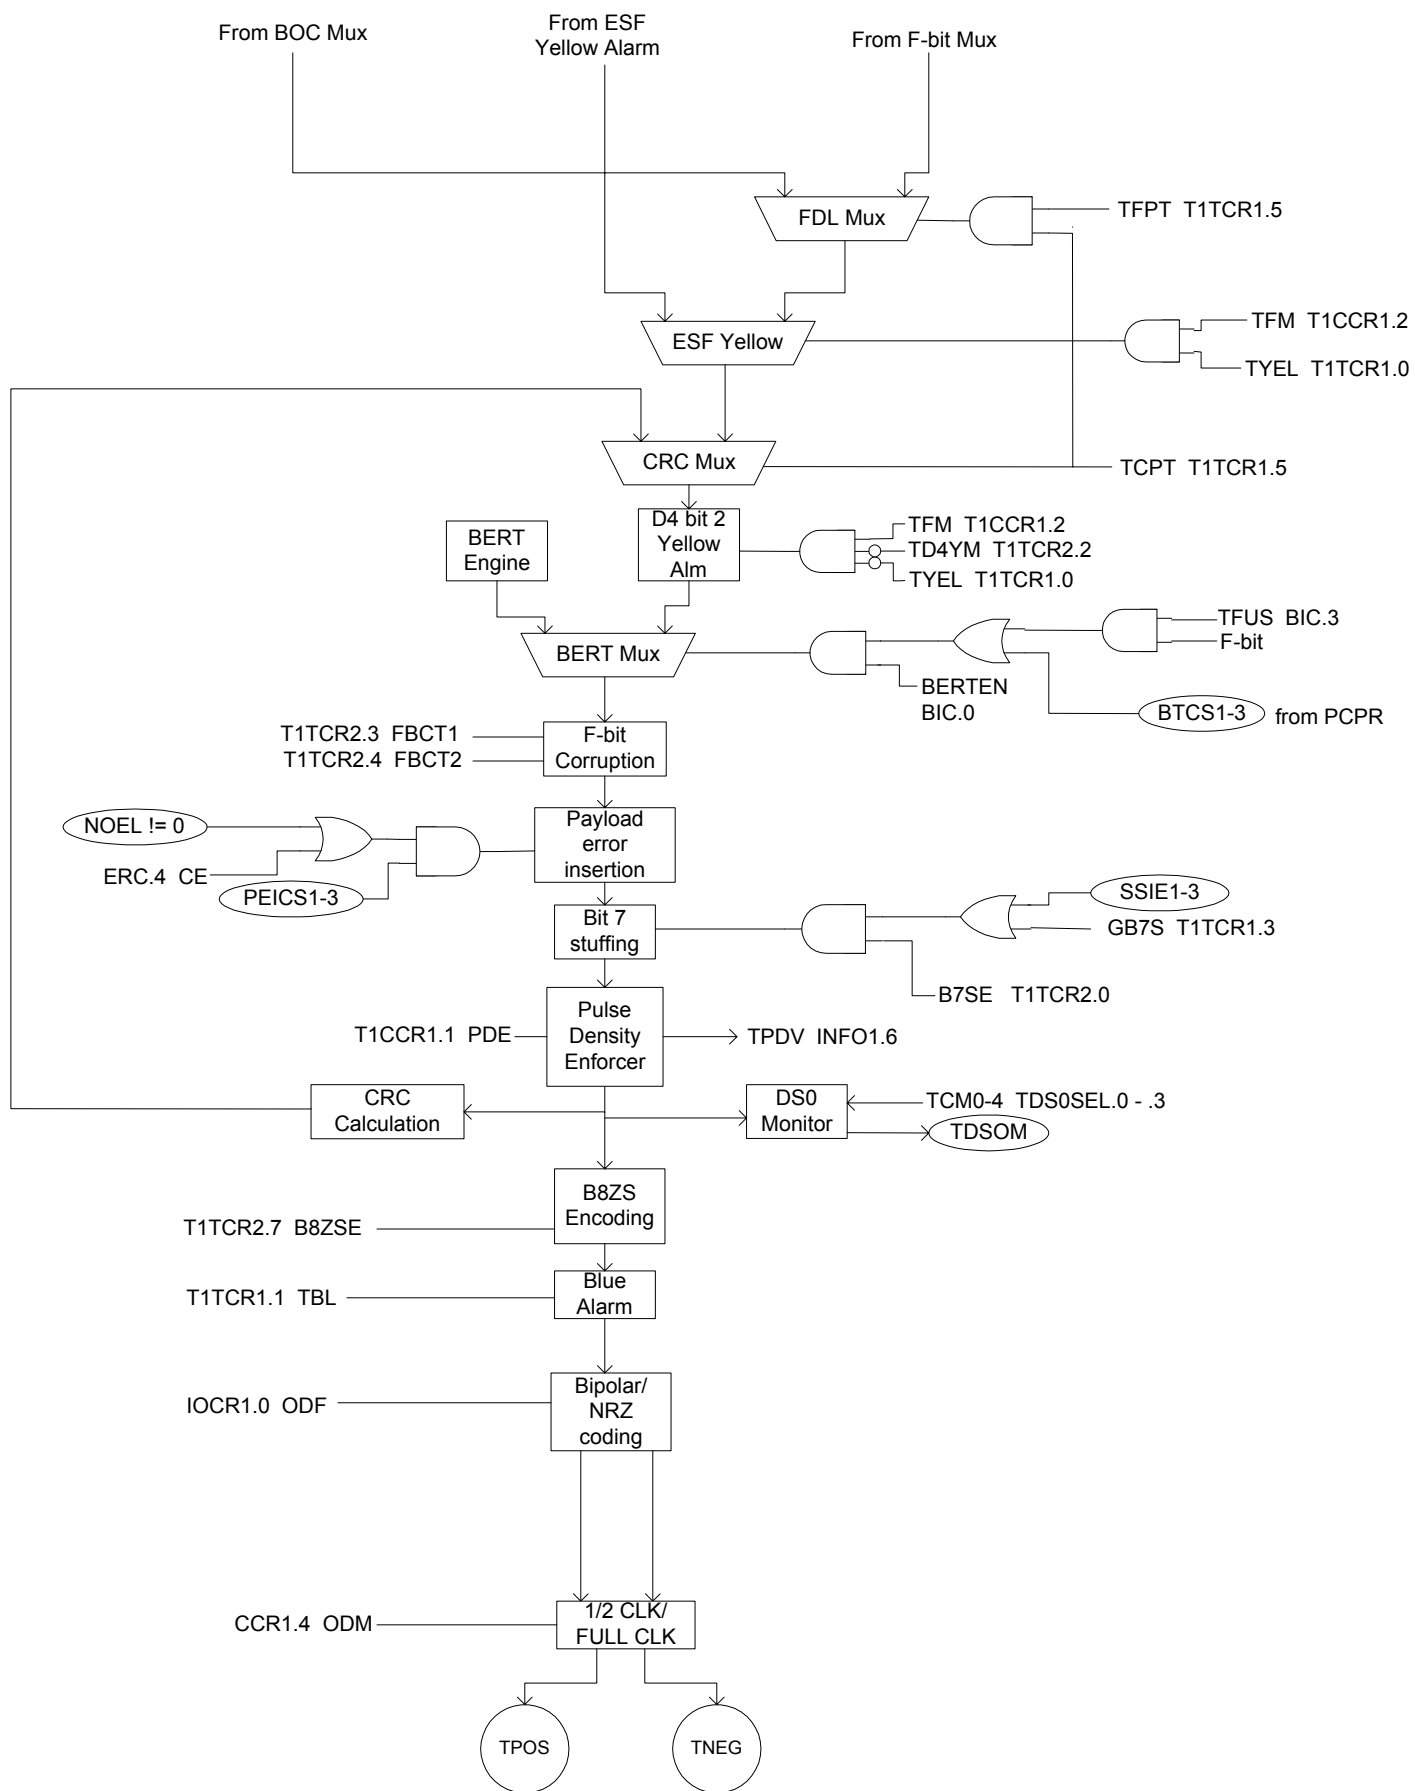 From BOC Mux
From ESF
Yellow Alarm
From F-bit Mux
FDL Mux
TFPT T1TCR1.5
ESF Yellow
TFM T1CCR1.2
TYEL T1TCR1.0
CRC Mux
TCPT T1TCR1.5
BERT
Engine
D4 bit 2
Yellow
Alm
TFM T1CCR1.2
TD4YM T1TCR2.2
TYEL T1TCR1.0
BERT Mux
TFUS BIC.3
F-bit
BERTEN
BIC.0
BTCS1-3
from PCPR
T1TCR2.3 FBCT1
T1TCR2.4 FBCT2
F-bit
Corruption
NOEL != 0
ERC.4 CE
PEICS1-3
Payload
error
insertion
Bit 7
stuffing
SSIE1-3
GB7S T1TCR1.3
B7SE T1TCR2.0
T1CCR1.1 PDE
Pulse
Density
Enforcer
TPDV INFO1.6
CRC
Calculation
DS0
Monitor
TCM0-4 TDS0SEL.0 - .3
TDSOM
B8ZS
Encoding
T1TCR2.7 B8ZSE
Blue
Alarm
T1TCR1.1 TBL
Bipolar/
NRZ
coding
IOCR1.0 ODF
1/2 CLK/
FULL CLK
CCR1.4 ODM
TPOS
TNEG